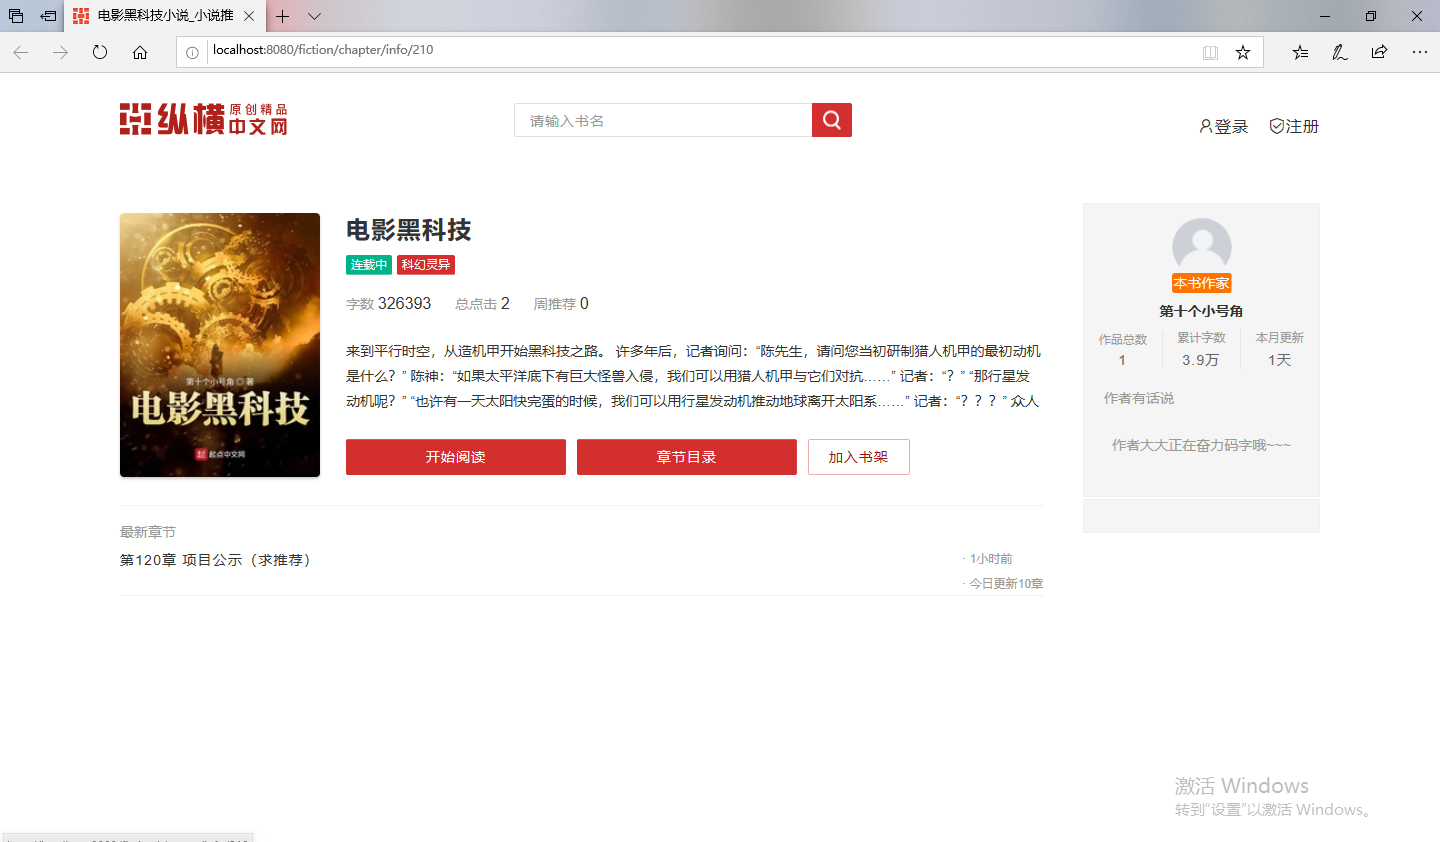 电影黑科技小说_小说推
localhost:8080/fiction/chapter/info/210
纵横
原创精品
中文网
请输入书名
登录
注册
第十个小号角 著
电影黑科技
起点中文网
电影黑科技
连载中 科幻灵异
字数 326393 总点击 2 周推荐 0
来到平行时空，从造机甲开始黑科技之路。 许多年后，记者询问：“陈先生，请问您当初研制猎人机甲的最初动机
是什么？” 陈神：“如果太平洋底下有巨大怪兽入侵，我们可以用猎人机甲与它们对抗……” 记者：“？” “那行星发
动机呢？” “也许有一天太阳快完蛋的时候，我们可以用行星发动机推动地球离开太阳系……” 记者：“？？？” 众人
开始阅读
章节目录
加入书架
最新章节
第120章 项目公示（求推荐）
· 1小时前
· 今日更新10章
本书作家
第十个小号角
作品总数 累计字数 本月更新
1 3.9万 1天
作者有话说
作者大大正在奋力码字哦~~~
激活 Windows
转到“设置”以激活 Windows。